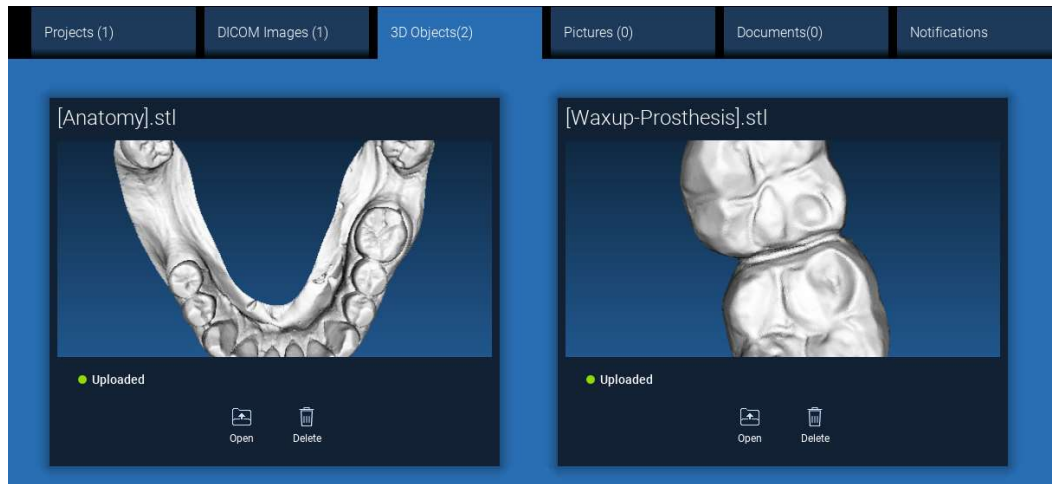 Projects (1)
DICOM Images (1)
3D Objects(2)
Pictures (0)
Documents(0)
Notifications
[Anatomy].stl
Uploaded
Open
Delete
[Waxup-Prosthesis].stl
Uploaded
Open
Delete